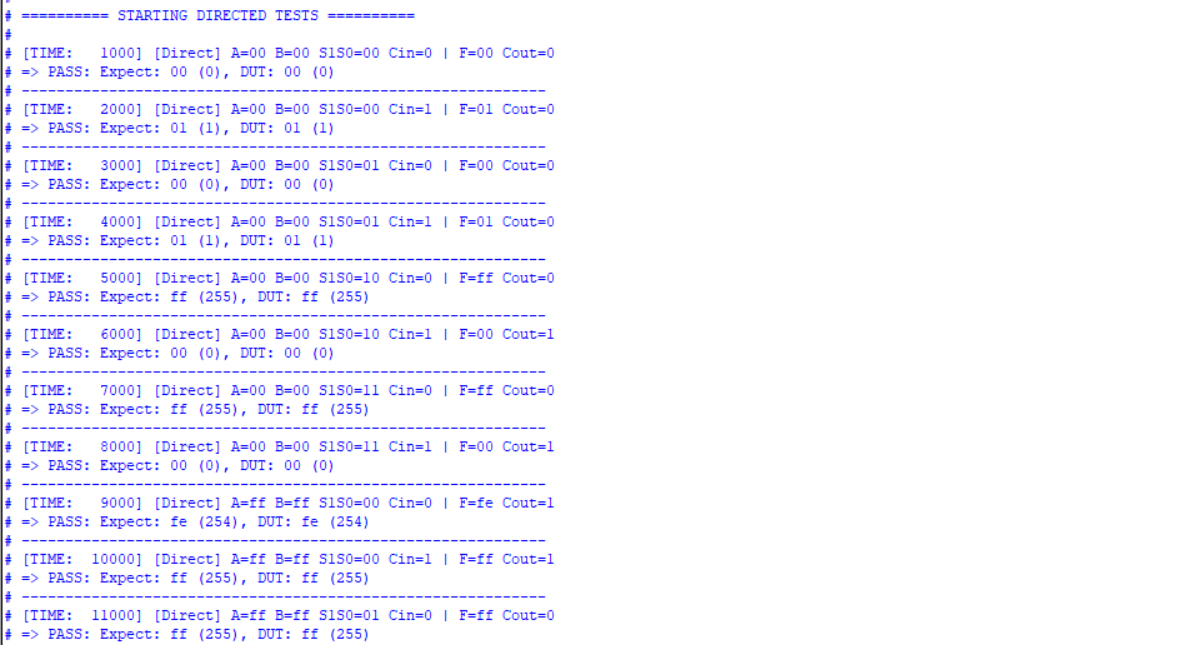 # ========== STARTING DIRECTED TESTS ==========
#
# [TIME:   1000] [Direct] A=00 B=00 S1S0=00 Cin=0 | F=00 Cout=0
# => PASS: Expect: 00 (0), DUT: 00 (0)
# -------------------------------------------------------------
# [TIME:   2000] [Direct] A=00 B=00 S1S0=00 Cin=1 | F=01 Cout=0
# => PASS: Expect: 01 (1), DUT: 01 (1)
# -------------------------------------------------------------
# [TIME:   3000] [Direct] A=00 B=00 S1S0=01 Cin=0 | F=00 Cout=0
# => PASS: Expect: 00 (0), DUT: 00 (0)
# -------------------------------------------------------------
# [TIME:   4000] [Direct] A=00 B=00 S1S0=01 Cin=1 | F=01 Cout=0
# => PASS: Expect: 01 (1), DUT: 01 (1)
# -------------------------------------------------------------
# [TIME:   5000] [Direct] A=00 B=00 S1S0=10 Cin=0 | F=ff Cout=0
# => PASS: Expect: ff (255), DUT: ff (255)
# -------------------------------------------------------------
# [TIME:   6000] [Direct] A=00 B=00 S1S0=10 Cin=1 | F=00 Cout=1
# => PASS: Expect: 00 (0), DUT: 00 (0)
# -------------------------------------------------------------
# [TIME:   7000] [Direct] A=00 B=00 S1S0=11 Cin=0 | F=ff Cout=0
# => PASS: Expect: ff (255), DUT: ff (255)
# -------------------------------------------------------------
# [TIME:   8000] [Direct] A=00 B=00 S1S0=11 Cin=1 | F=00 Cout=1
# => PASS: Expect: 00 (0), DUT: 00 (0)
# -------------------------------------------------------------
# [TIME:   9000] [Direct] A=ff B=ff S1S0=00 Cin=0 | F=fe Cout=1
# => PASS: Expect: fe (254), DUT: fe (254)
# -------------------------------------------------------------
# [TIME:  10000] [Direct] A=ff B=ff S1S0=00 Cin=1 | F=ff Cout=1
# => PASS: Expect: ff (255), DUT: ff (255)
# -------------------------------------------------------------
# [TIME:  11000] [Direct] A=ff B=ff S1S0=01 Cin=0 | F=ff Cout=0
# => PASS: Expect: ff (255), DUT: ff (255)